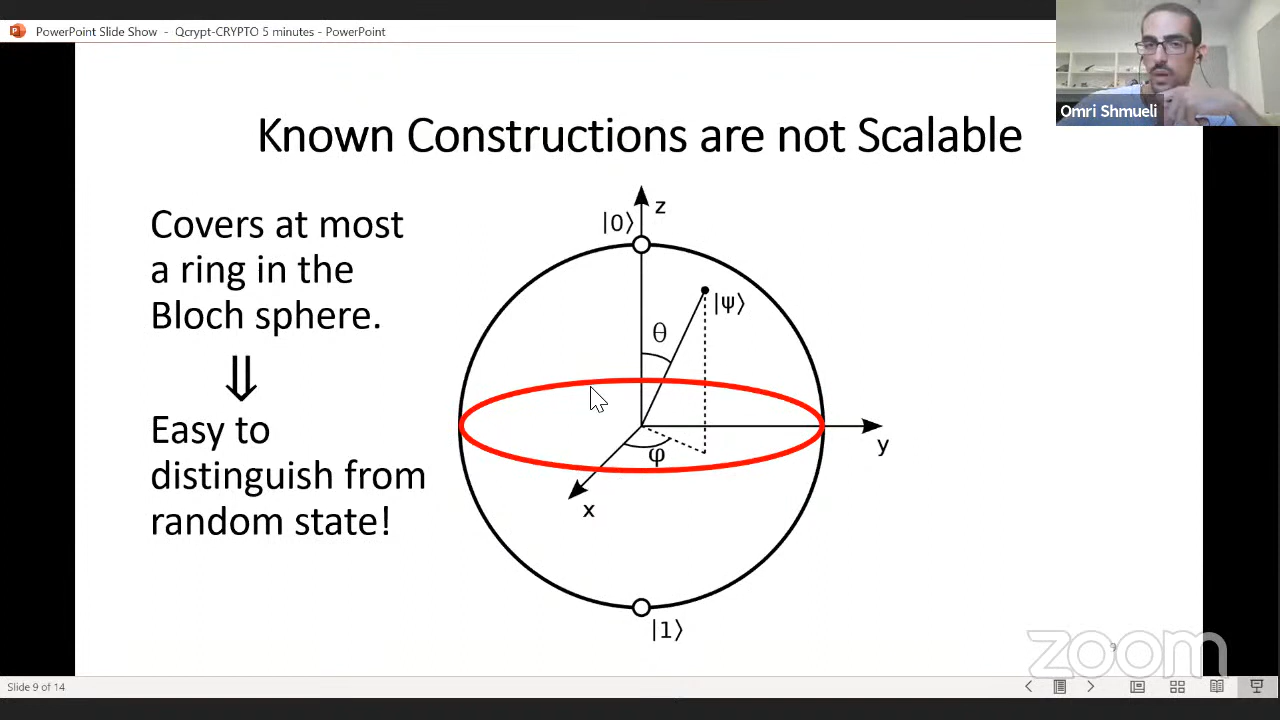 PowerPoint Slide Show - Qcrypt-CRYPTO 5 minutes - PowerPoint
Omri Shmueli
Known Constructions are not Scalable
Covers at most
a ring in the
Bloch sphere.
⇓
Easy to
distinguish from
random state!
|0⟩
z
|ψ⟩
θ
y
φ
x
|1⟩
9
zoom
Slide 9 of 14